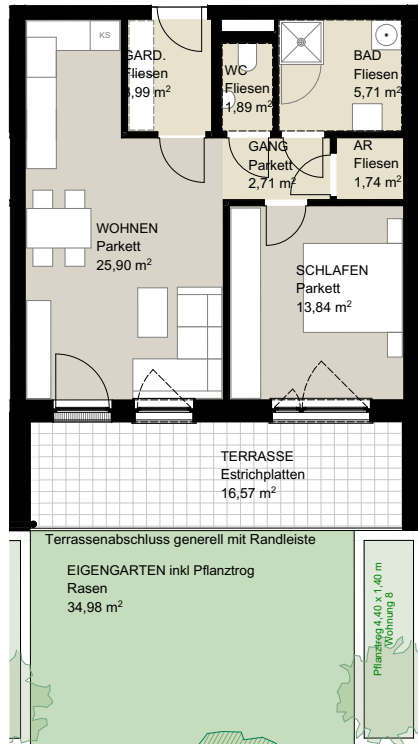 KS
GARD.
Fliesen
,99 m²
WC
Fliesen
1,89 m²
BAD
Fliesen
5,71 m²
GANG
Parkett
2,71 m²
AR
Fliesen
1,74 m²
WOHNEN
Parkett
25,90 m²
SCHLAFEN
Parkett
13,84 m²
TERRASSE
Estrichplatten
16,57 m²
Terrassenabschluss generell mit Randleiste
EIGENGARTEN inkl Pflanztrog
Rasen
34,98 m²
Pflanztrog 4,40 x 1,40 m
Wohnung 8